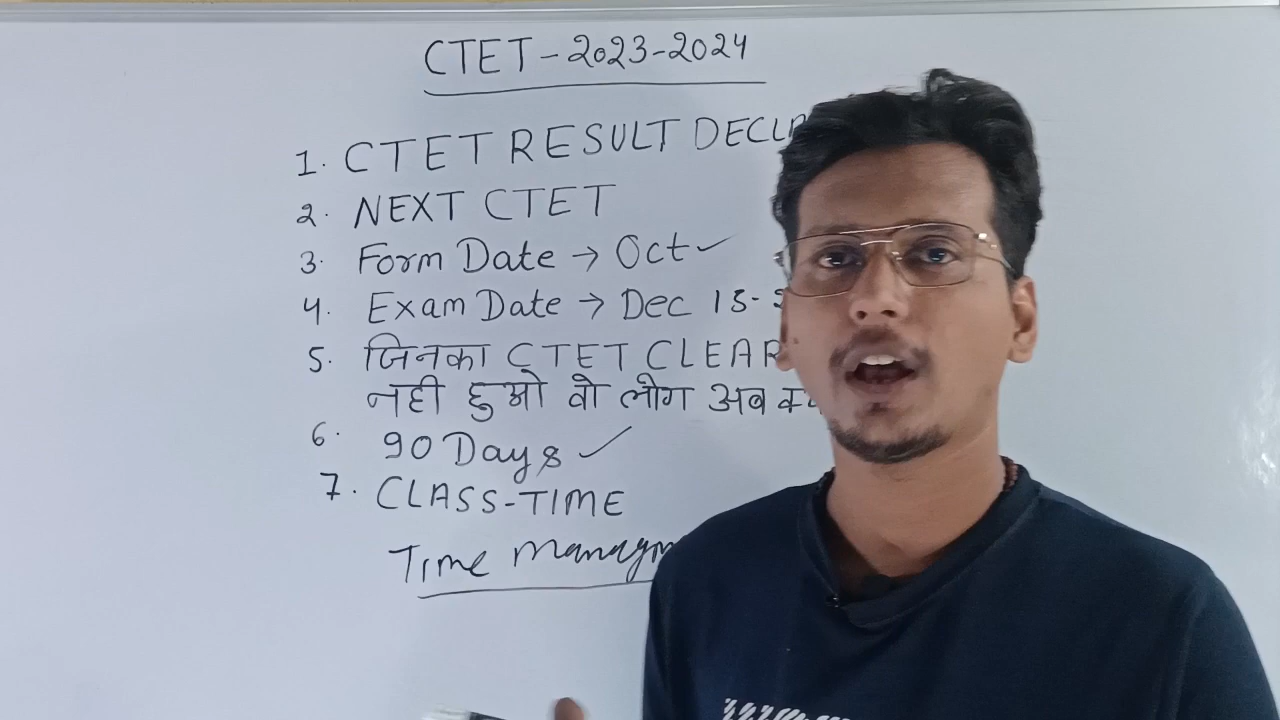 CTET-2023-2024
1. CTET RESULT
2. NEXT CTET
3. Form Date → Oct ✓
4. Exam Date → Dec 15-
5. जिनका CTET CLEAR
नही हुओ वो लोग अब
6. 90 Days ✓
7. CLASS-TIME
Time